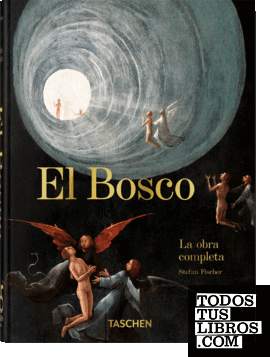 El Bosco
La obra
completa
Stefan Fischer
TASCHEN
TODOS
TUS
LIBROS
.COM